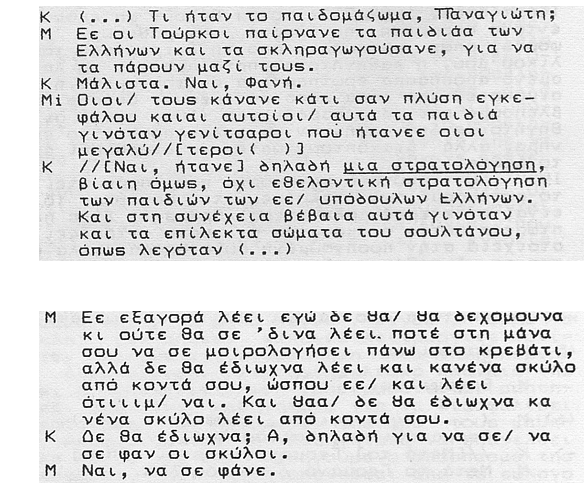 Κ (...) Τι ήταν το παιδομάζωμα, Παναγιώτη;
Μ Εε οι Τούρκοι παίρνανε τα παιδιάα των
Ελλήνων και τα σκληραγωγούσανε, για να
τα πάρουν μαζί τους.
Κ Μάλιστα. Ναι, Φανή.
Μi Οιοι/ τους κάνανε κάτι σαν πλύση εγκε-
φάλου καιαι αυτοίοι/ αυτά τα παιδιά
γινόταν γενίτσαροι πού ήτανεε οιοι
μεγαλύ//[τεροι( )]
Κ //[Ναι, ήτανε] δηλαδή μια στρατολόγηση,
βίαιη όμως, όχι εθελοντική στρατολόγηση
των παιδιών των εε/ υπόδουλων Ελλήνων.
Και στη συνέχεια βέβαια αυτά γινόταν
και τα επίλεκτα σώματα του σουλτάνου,
όπως λεγόταν (...)
Μ Εε εξαγορά λέει εγώ δε θα/ θα δεχόμουνα
κι ούτε θα σε 'δινα λέει. ποτέ στη μάνα
σου να σε μοιρολογήσει πάνω στο κρεβάτι,
αλλά δε θα έδιωχνα λέει και κανένα σκύλο
από κοντά σου, ώσπου εε/ και λέει
ότιιιμ/ ναι. Και θαα/ δε θα έδιωχνα κα
νένα σκύλο λέει από κοντά σου.
Κ Δε θα έδιωχνα; Α, δηλαδή για να σε/ να
σε φαν οι σκύλοι.
Μ Ναι, να σε φάνε.